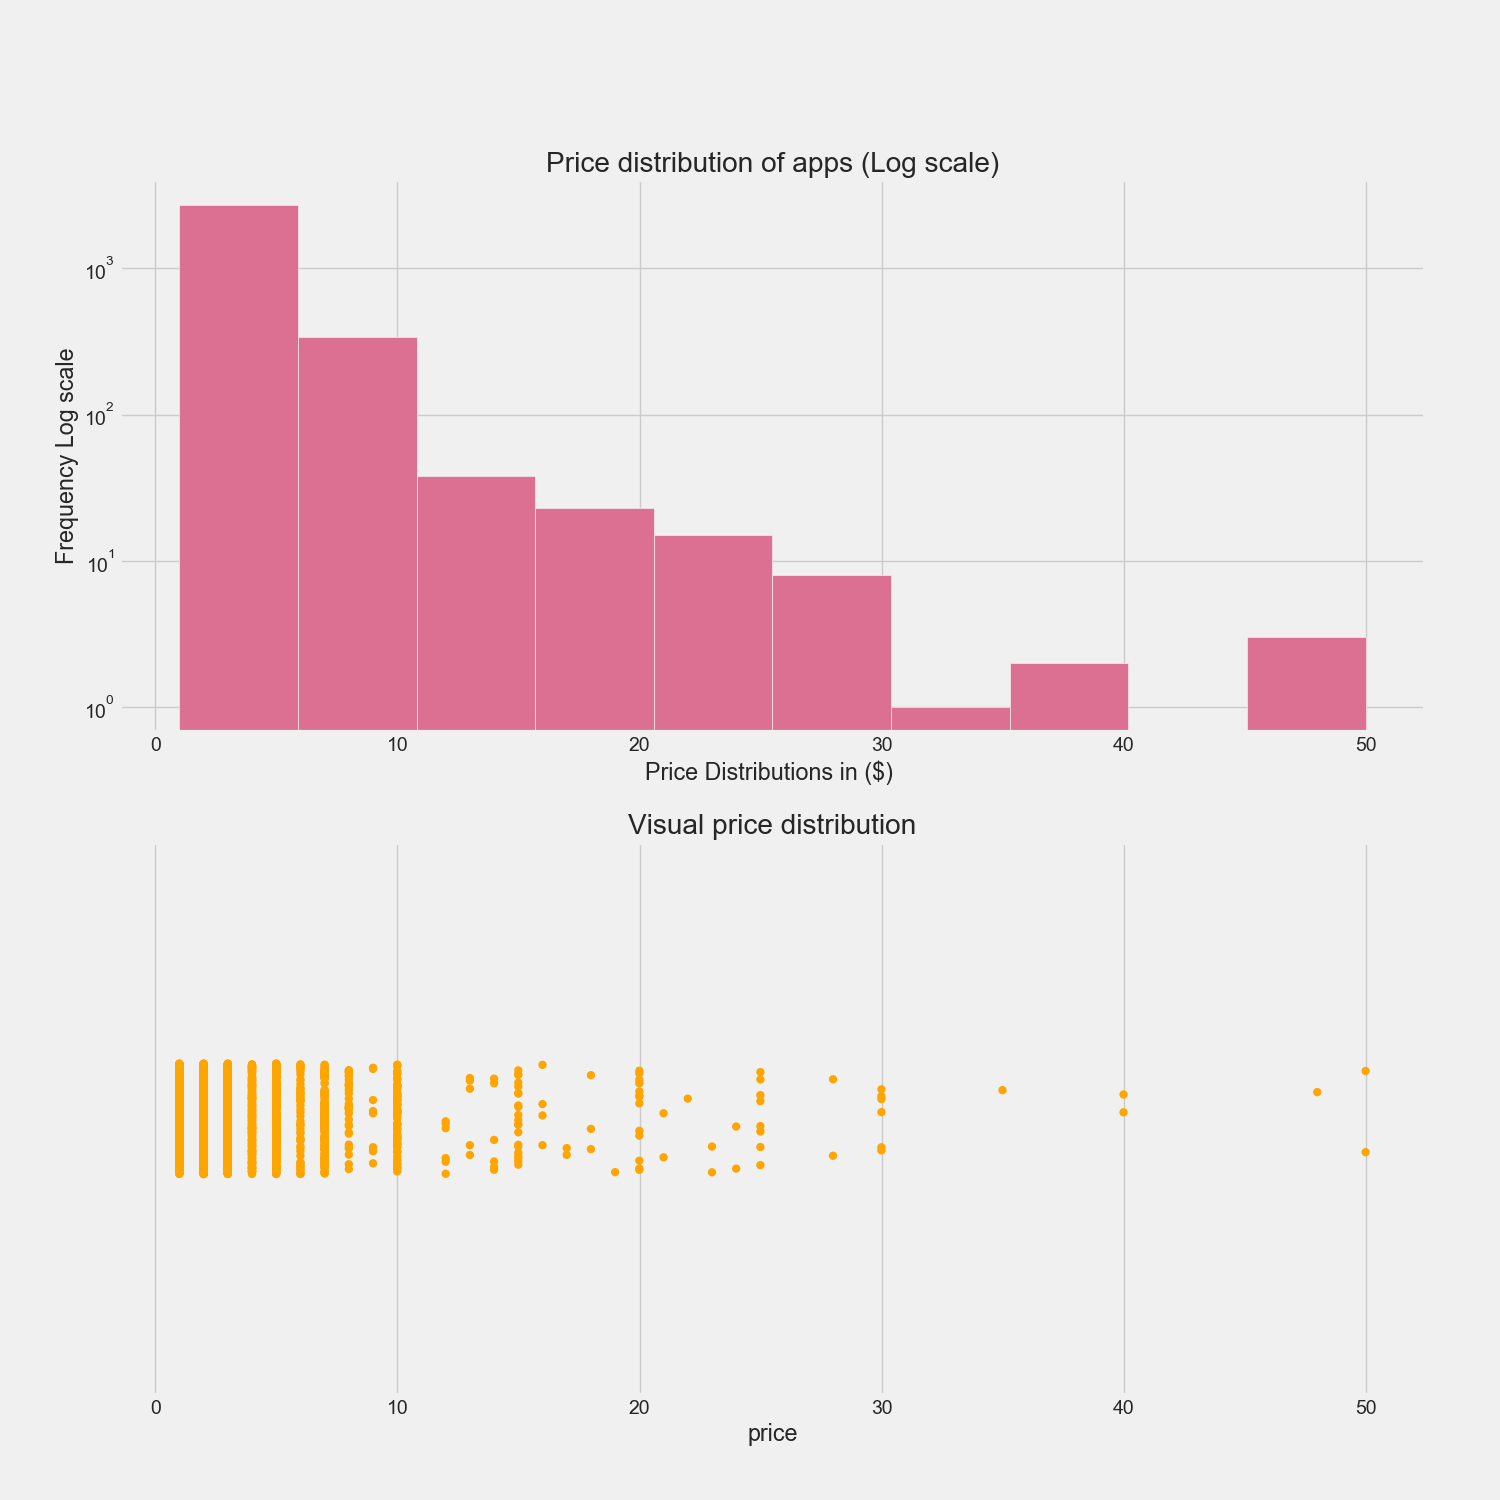 Price distribution of apps (Log scale)
Frequency Log scale
10³
10²
10¹
10⁰
0 10 20 30 40 50
Price Distributions in ($)
Visual price distribution
0 10 20 30 40 50
price